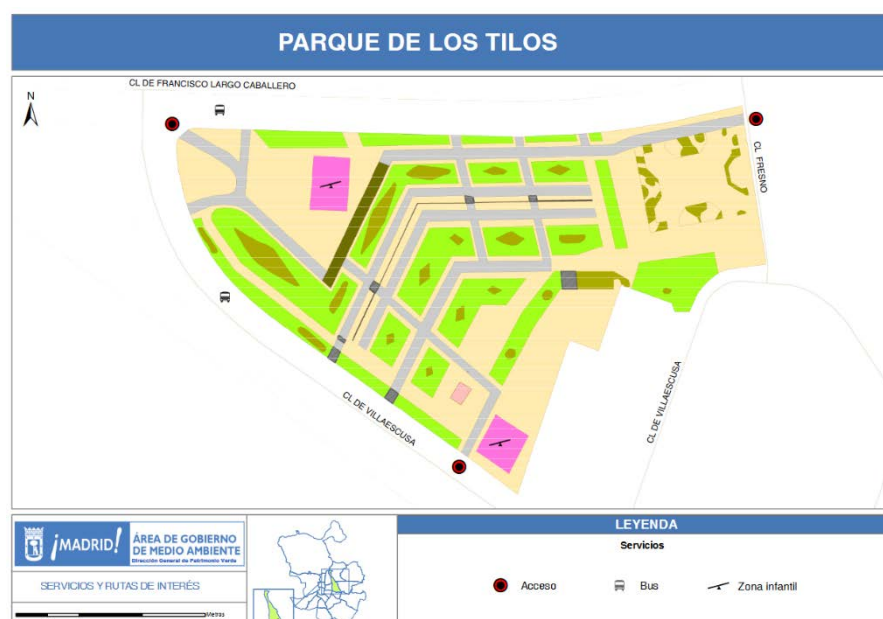 PARQUE DE LOS TILOS
CL DE FRANCISCO LARGO CABALLERO
N
CL FRESNO
CL DE VILLAESCUSA
CL DE VILLAESCUSA
¡MADRID!
ÁREA DE GOBIERNO
DE MEDIO AMBIENTE
Dirección General de Patrimonio Verde
SERVICIOS Y RUTAS DE INTERÉS
Metros
LEYENDA
Servicios
Acceso
Bus
Zona infantil